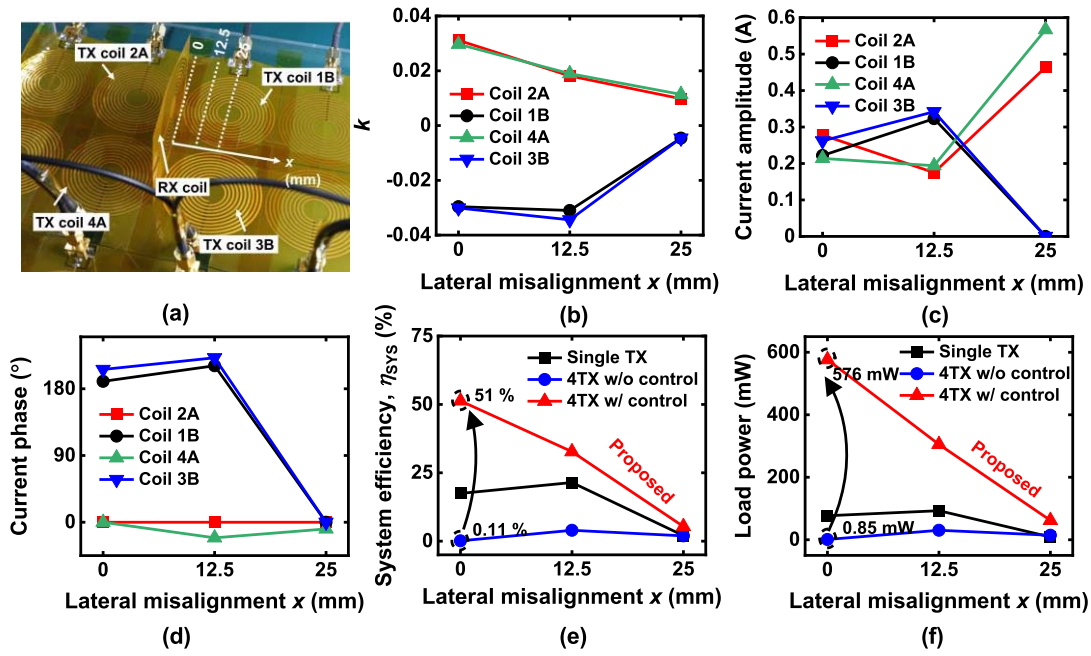 TX coil 2A
0
12.5
25
TX coil 1B
x
(mm)
RX coil
TX coil 4A
TX coil 3B
(a)
0.04
0.02
0
-0.02
-0.04
k
Coil 2A
Coil 1B
Coil 4A
Coil 3B
0
12.5
25
Lateral misalignment x (mm)
(b)
0.6
0.5
0.4
0.3
0.2
0.1
0
Current amplitude (A)
Coil 2A
Coil 1B
Coil 4A
Coil 3B
0
12.5
25
Lateral misalignment x (mm)
(c)
180
90
0
Current phase (°)
Coil 2A
Coil 1B
Coil 4A
Coil 3B
0
12.5
25
Lateral misalignment x (mm)
(d)
75
50
25
0
System efficiency, ηSYS (%)
Single TX
4TX w/o control
4TX w/ control
51 %
Proposed
0.11 %
0
12.5
25
Lateral misalignment x (mm)
(e)
600
400
200
0
Load power (mW)
Single TX
4TX w/o control
4TX w/ control
576 mW
Proposed
0.85 mW
0
12.5
25
Lateral misalignment x (mm)
(f)